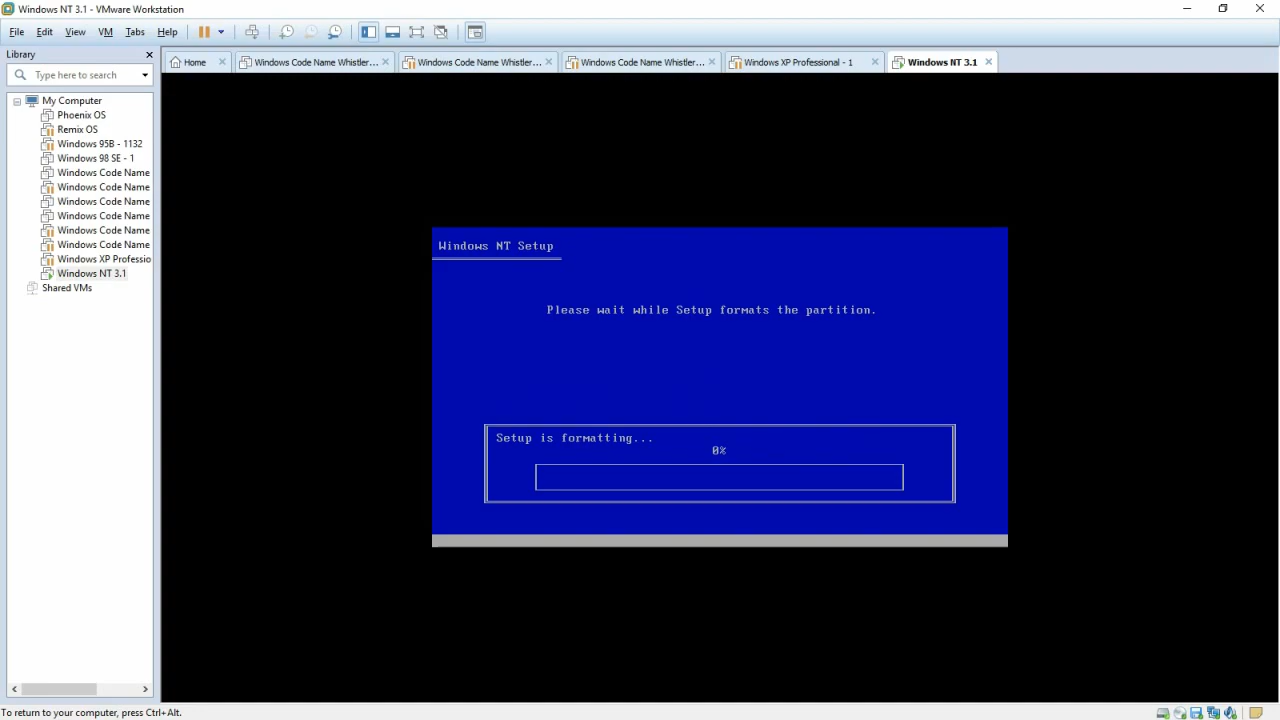 Windows NT 3.1 - VMware Workstation
File Edit View VM Tabs Help
Library
Type here to search
Home
Windows Code Name Whistler...
Windows Code Name Whistler...
Windows Code Name Whistler...
Windows XP Professional - 1
Windows NT 3.1
My Computer
Phoenix OS
Remix OS
Windows 95B - 1132
Windows 98 SE - 1
Windows Code Name
Windows Code Name
Windows Code Name
Windows Code Name
Windows Code Name
Windows Code Name
Windows XP Professio
Windows NT 3.1
Shared VMs
Windows NT Setup
Please wait while Setup formats the partition.
Setup is formatting...
0%
To return to your computer, press Ctrl+Alt.